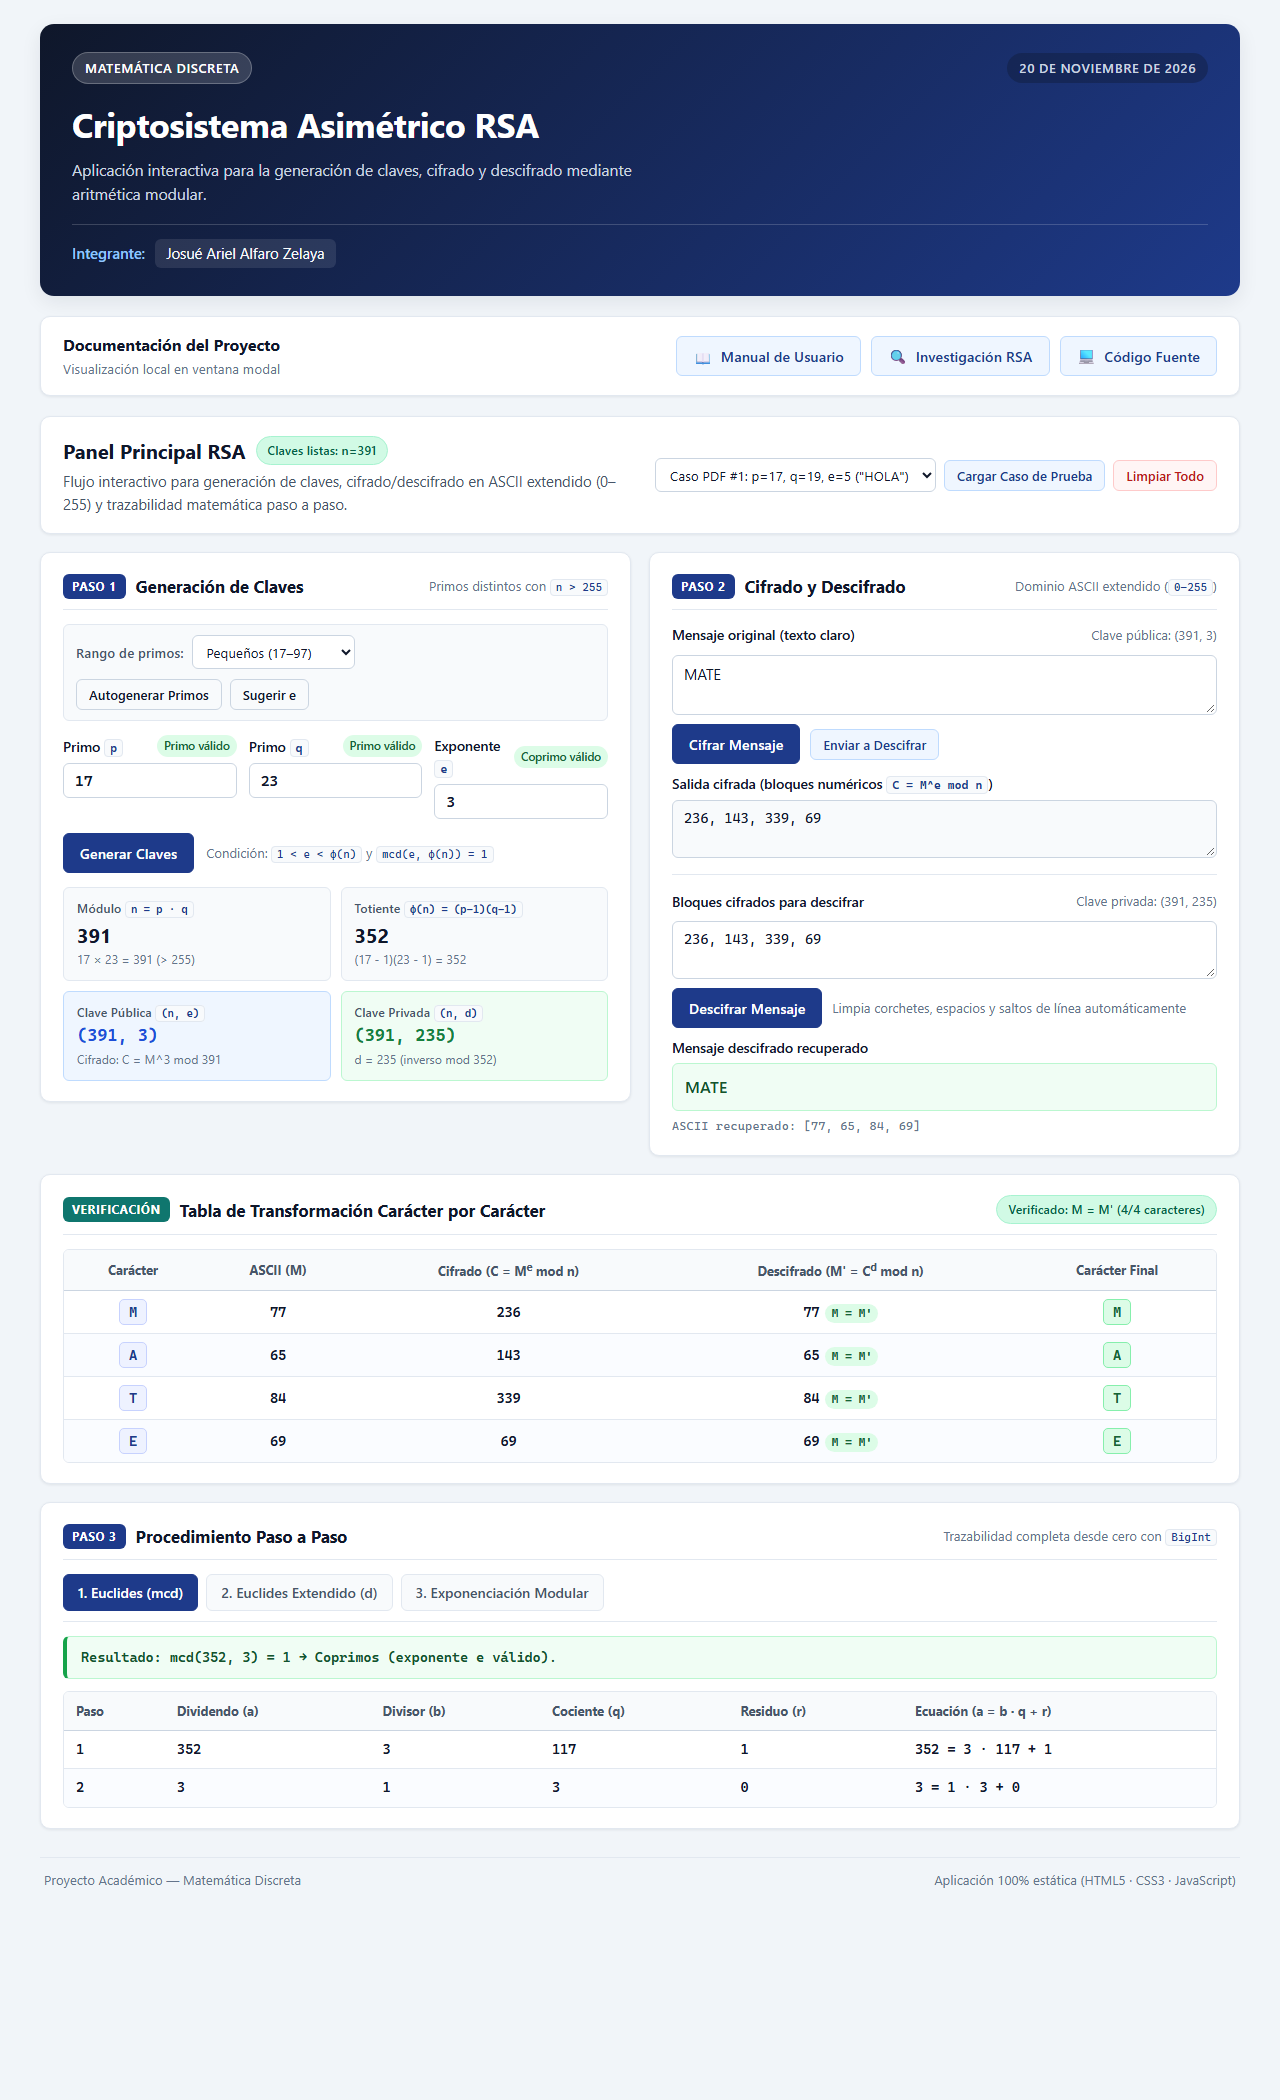 MATEMÁTICA DISCRETA
20 DE NOVIEMBRE DE 2026
Criptosistema Asimétrico RSA
Aplicación interactiva para la generación de claves, cifrado y descifrado mediante
aritmética modular.
Integrante: Josué Ariel Alfaro Zelaya
Documentación del Proyecto
Visualización local en ventana modal
Manual de Usuario
Investigación RSA
Código Fuente
Panel Principal RSA
Claves listas: n=391
Flujo interactivo para generación de claves, cifrado/descifrado en ASCII extendido (0–
255) y trazabilidad matemática paso a paso.
Caso PDF #1: p=17, q=19, e=5 ("HOLA")
Cargar Caso de Prueba
Limpiar Todo
PASO 1 Generación de Claves
Primos distintos con n > 255
Rango de primos: Pequeños (17–97)
Autogenerar Primos
Sugerir e
Primo p Primo válido
17
Primo q Primo válido
23
Exponente
e
Coprimo válido
3
Generar Claves
Condición: 1 < e < ϕ(n) y mcd(e, ϕ(n)) = 1
Módulo n = p · q
391
17 × 23 = 391 (> 255)
Totiente ϕ(n) = (p−1)(q−1)
352
(17 - 1)(23 - 1) = 352
Clave Pública (n, e)
(391, 3)
Cifrado: C = M^3 mod 391
Clave Privada (n, d)
(391, 235)
d = 235 (inverso mod 352)
PASO 2 Cifrado y Descifrado
Dominio ASCII extendido (0–255)
Mensaje original (texto claro)
Clave pública: (391, 3)
MATE
Cifrar Mensaje
Enviar a Descifrar
Salida cifrada (bloques numéricos C = M^e mod n)
236, 143, 339, 69
Bloques cifrados para descifrar
Clave privada: (391, 235)
236, 143, 339, 69
Descifrar Mensaje
Limpia corchetes, espacios y saltos de línea automáticamente
Mensaje descifrado recuperado
MATE
ASCII recuperado: [77, 65, 84, 69]
VERIFICACIÓN Tabla de Transformación Carácter por Carácter
Verificado: M = M' (4/4 caracteres)
Carácter ASCII (M) Cifrado (C = M^e mod n) Descifrado (M' = C^d mod n) Carácter Final
M 77 236 77 M = M' M
A 65 143 65 M = M' A
T 84 339 84 M = M' T
E 69 69 69 M = M' E
PASO 3 Procedimiento Paso a Paso
Trazabilidad completa desde cero con BigInt
1. Euclides (mcd)
2. Euclides Extendido (d)
3. Exponenciación Modular
Resultado: mcd(352, 3) = 1 → Coprimos (exponente e válido).
Paso Dividendo (a) Divisor (b) Cociente (q) Residuo (r) Ecuación (a = b · q + r)
1 352 3 117 1 352 = 3 · 117 + 1
2 3 1 3 0 3 = 1 · 3 + 0
Proyecto Académico — Matemática Discreta
Aplicación 100% estática (HTML5 · CSS3 · JavaScript)